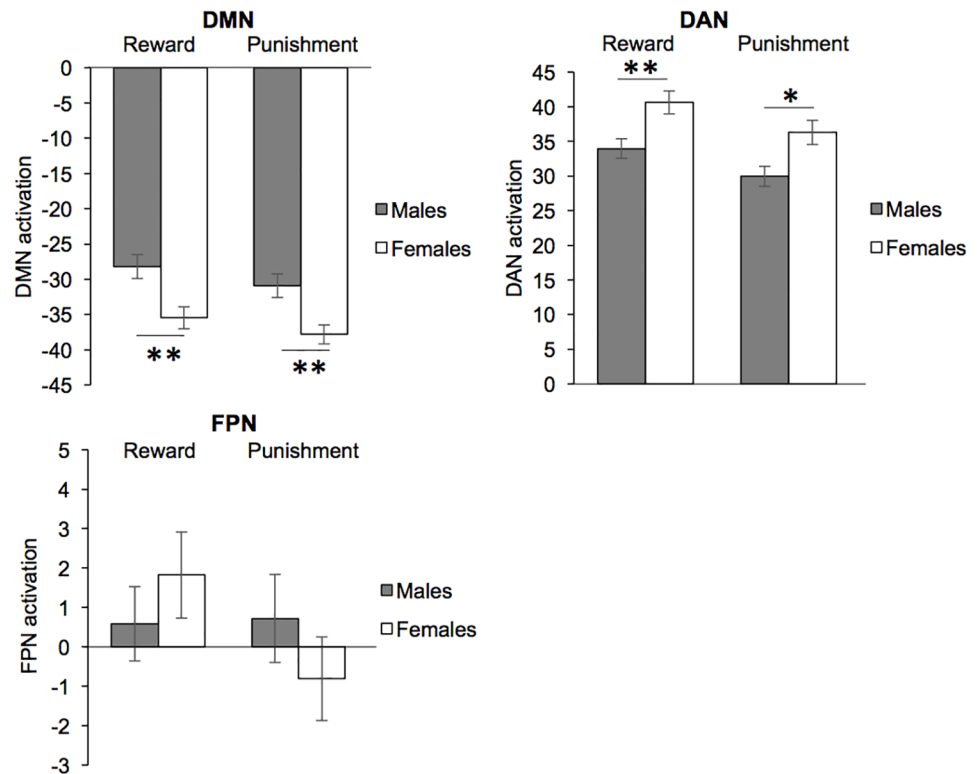 DMN
Reward Punishment
0
-5
-10
-15
-20
-25
-30
-35
-40
-45
DMN activation
** **
Males
Females
DAN
Reward Punishment
** *
45
40
35
30
25
20
15
10
5
0
DAN activation
Males
Females
FPN
Reward Punishment
5
4
3
2
1
0
-1
-2
-3
FPN activation
Males
Females